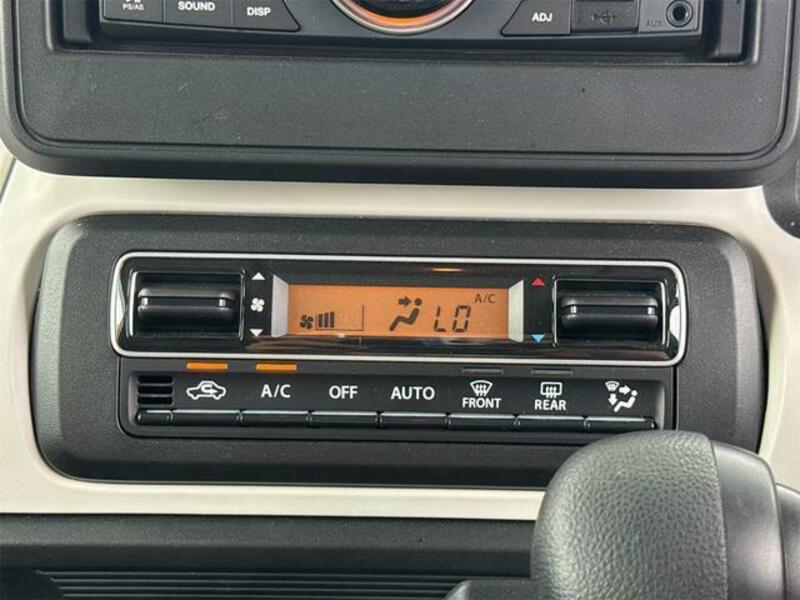 PS/AS SOUND DISP ADJ AUX
A/C
LO
A/C OFF AUTO FRONT REAR